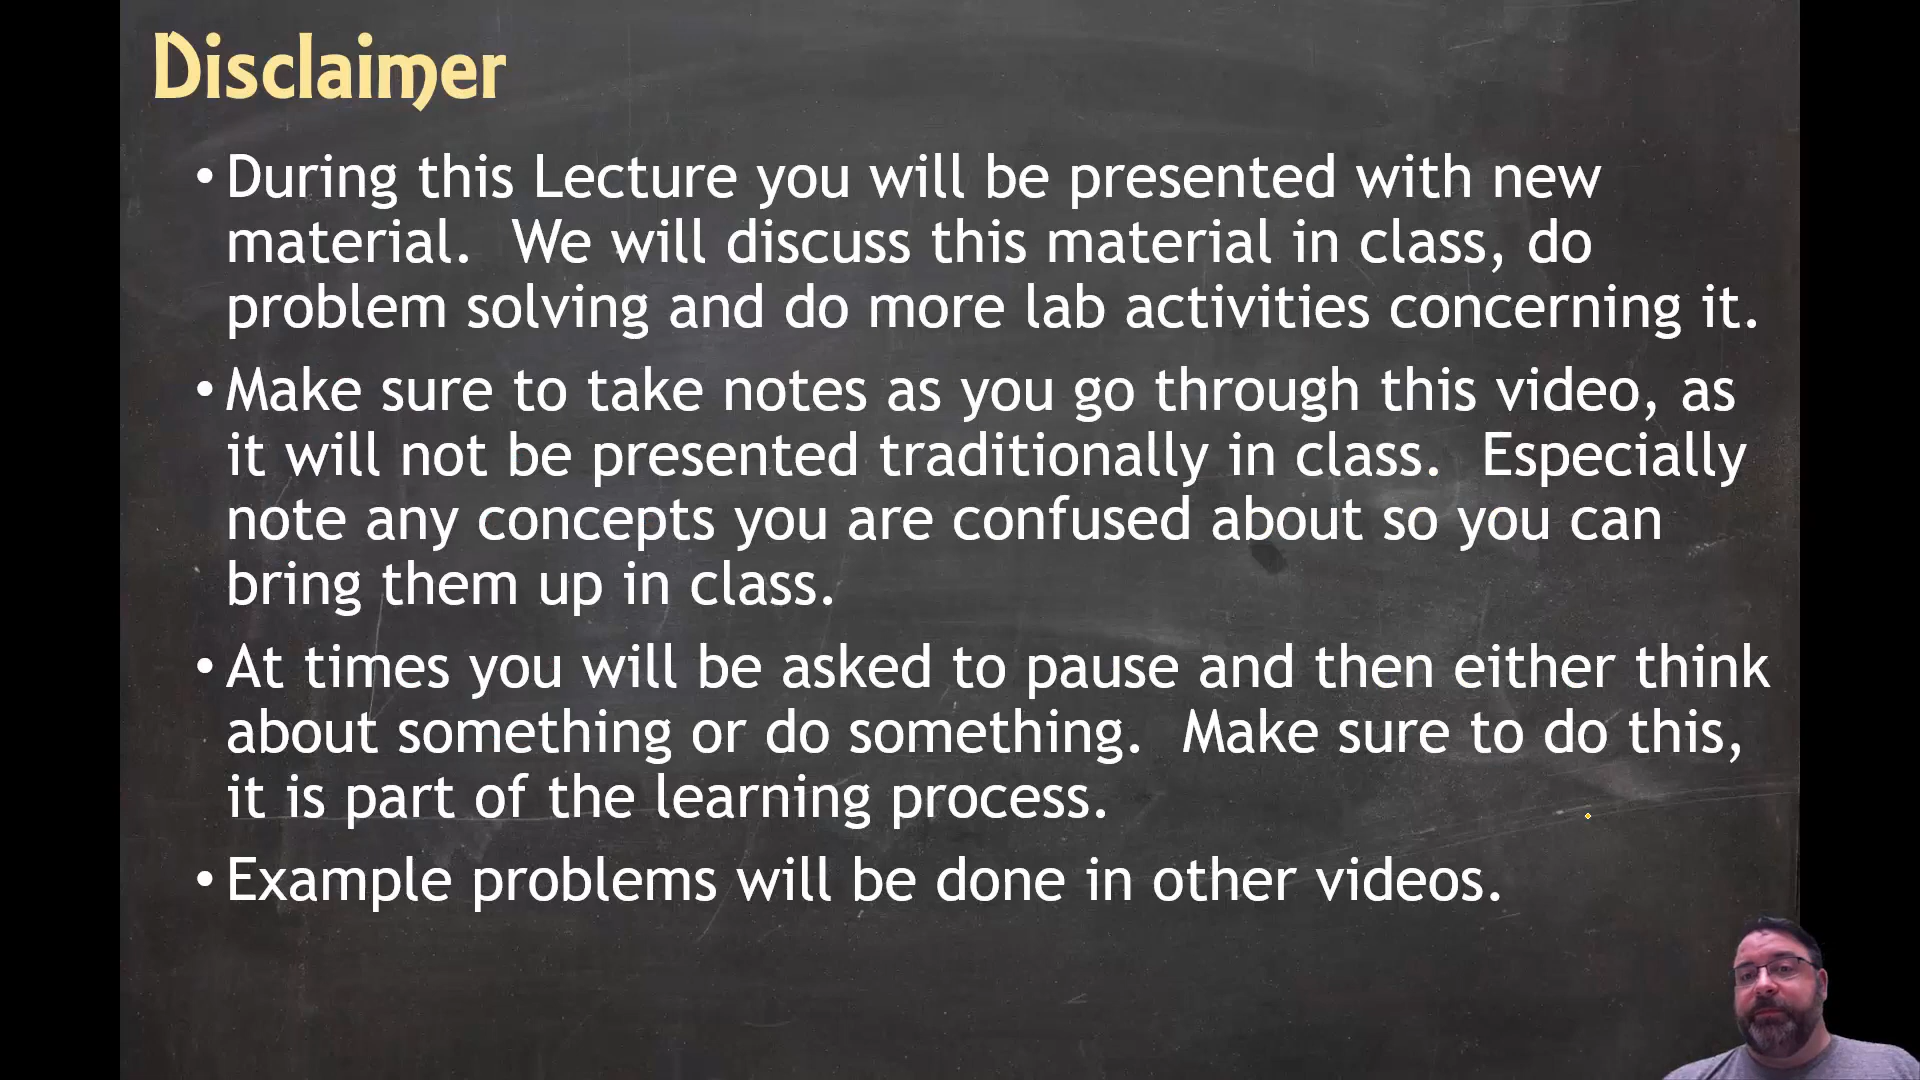 Disclaimer
• During this Lecture you will be presented with new
material.  We will discuss this material in class, do
problem solving and do more lab activities concerning it.
• Make sure to take notes as you go through this video, as
it will not be presented traditionally in class.  Especially
note any concepts you are confused about so you can
bring them up in class.
• At times you will be asked to pause and then either think
about something or do something.  Make sure to do this,
it is part of the learning process.
• Example problems will be done in other videos.